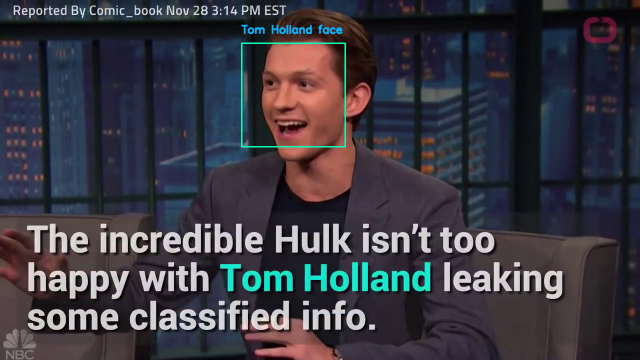 Reported By Comic_book Nov 28 3:14 PM EST
Tom Holland face
The incredible Hulk isn’t too
happy with Tom Holland leaking
some classified info.
NBC